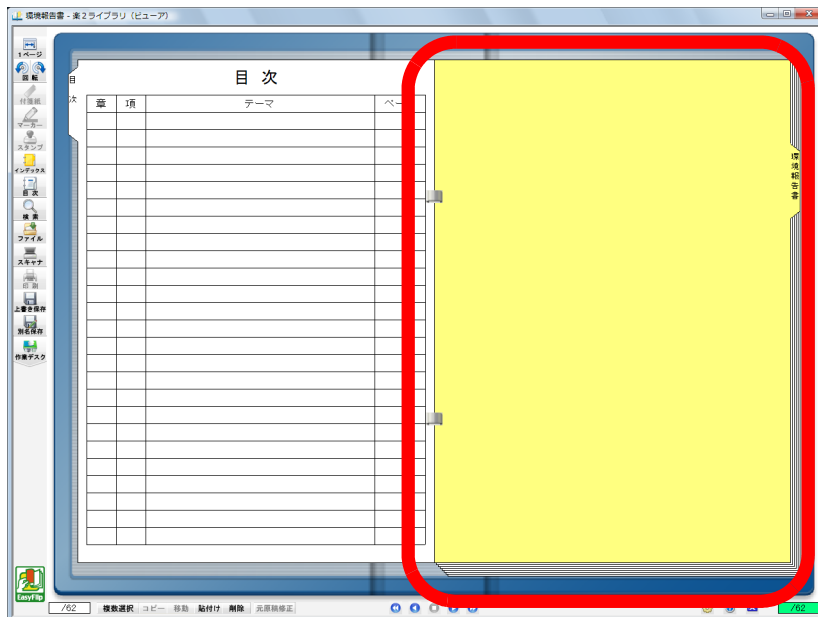 環境報告書 - 楽2ライブラリ（ビューア）
1ページ
回転
付箋紙
マーカー
スタンプ
インデックス
目次
検索
ファイル
スキャナ
印刷
上書き保存
別名保存
作業デスク
EasyFlip
目次
目次
章 項 テーマ
環境報告書
/62 複数選択 コピー 移動 貼付け 削除 元原稿修正 /62